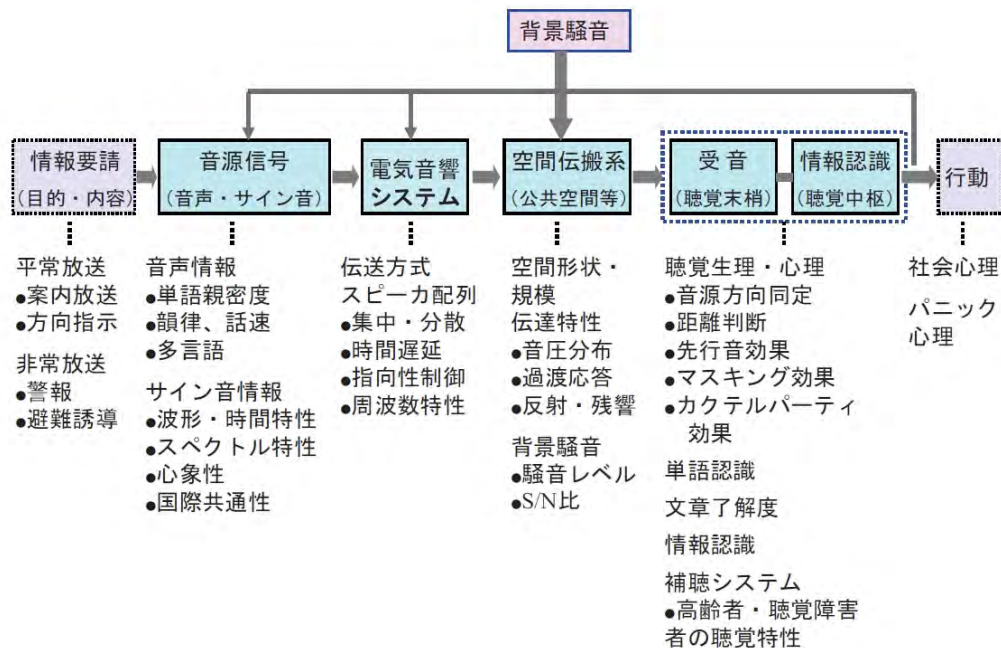 背景騒音
情報要請
(目的・内容)
音源信号
(音声・サイン音)
電気音響
システム
空間伝搬系
(公共空間等)
受 音
(聴覚末梢)
情報認識
(聴覚中枢)
行動
平常放送
●案内放送
●方向指示
非常放送
●警報
●避難誘導
音声情報
●単語親密度
●韻律、話速
●多言語
サイン音情報
●波形・時間特性
●スペクトル特性
●心象性
●国際共通性
伝送方式
スピーカ配列
●集中・分散
●時間遅延
●指向性制御
●周波数特性
空間形状・
規模
伝達特性
●音圧分布
●過渡応答
●反射・残響
背景騒音
●騒音レベル
●S/N比
聴覚生理・心理
●音源方向同定
●距離判断
●先行音効果
●マスキング効果
●カクテルパーティ
効果
単語認識
文章了解度
情報認識
補聴システム
●高齢者・聴覚障害
者の聴覚特性
社会心理
パニック
心理